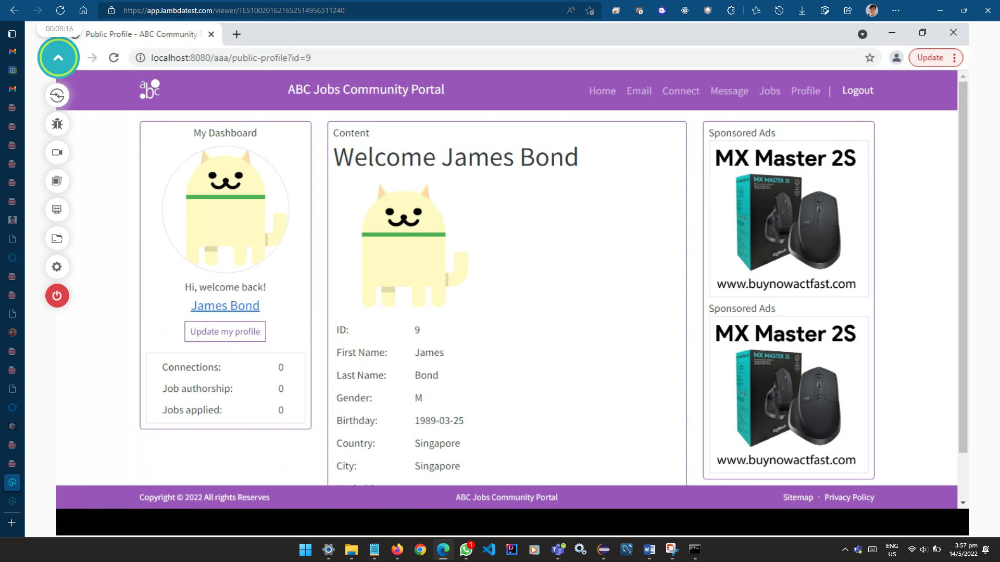 https://app.lambdatest.com/viewer/TES100201621652514956311240
00:08:16
Public Profile - ABC Community
localhost:8080/aaa/public-profile?id=9
Update
abc
ABC Jobs Community Portal
Home Email Connect Message Jobs Profile | Logout
My Dashboard
Hi, welcome back!
James Bond
Update my profile
Connections: 0
Job authorship: 0
Jobs applied: 0
Content
Welcome James Bond
ID: 9
First Name: James
Last Name: Bond
Gender: M
Birthday: 1989-03-25
Country: Singapore
City: Singapore
Sponsored Ads
MX Master 2S
MX MASTER 2S
logitech
www.buynowactfast.com
Sponsored Ads
MX Master 2S
MX MASTER 2S
logitech
www.buynowactfast.com
Copyright © 2022 All rights Reserves
ABC Jobs Community Portal
Sitemap · Privacy Policy
1
ENG
US
3:57 pm
14/5/2022